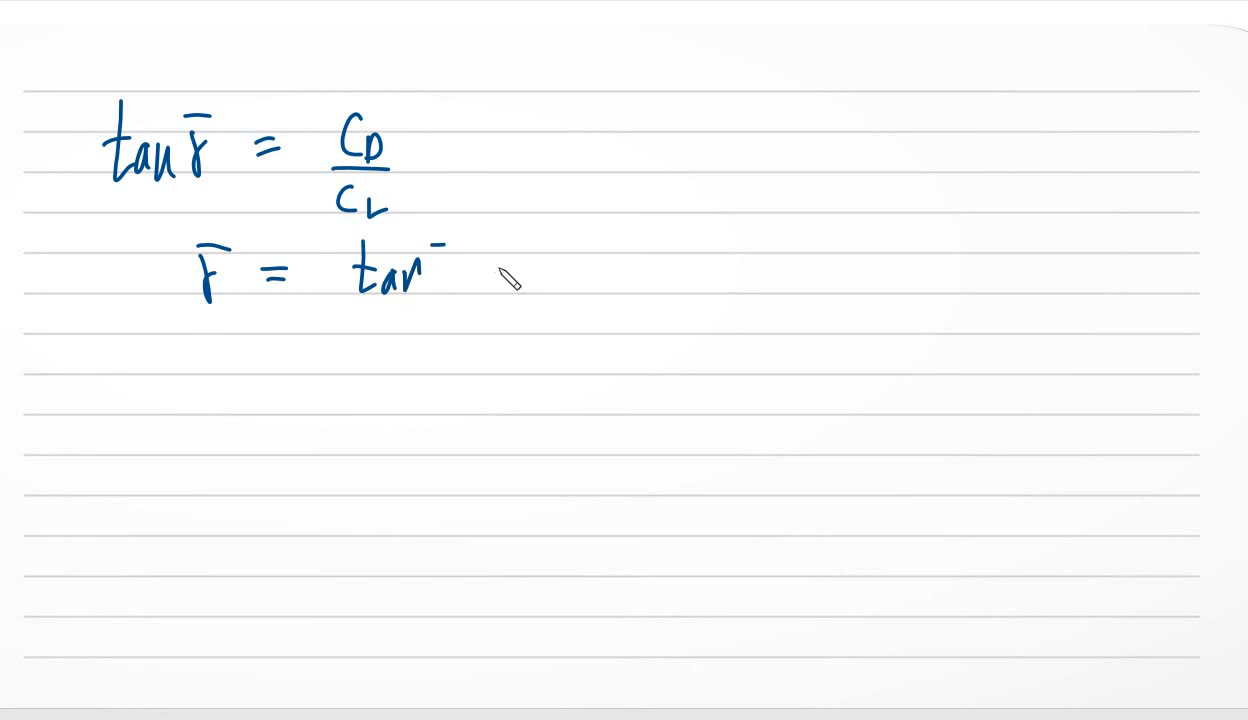 tan γ̅ = C_D / C_L
γ̅ = tan⁻